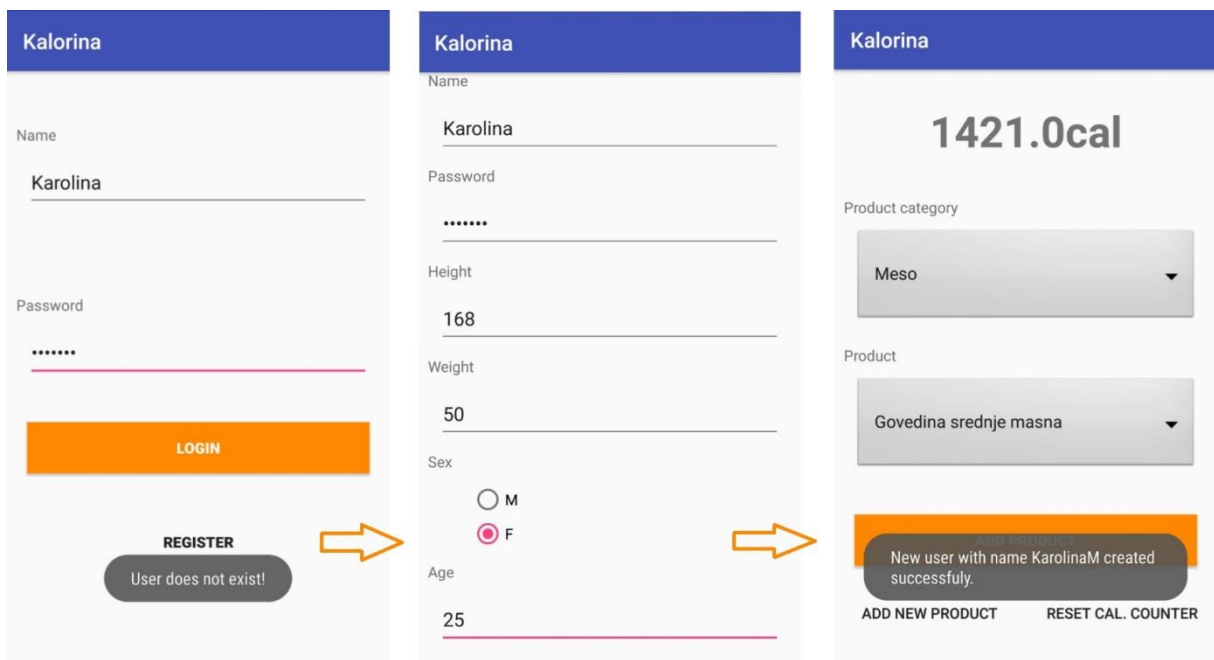 Kalorina
Name
Karolina
Password
•••••••
LOGIN
REGISTER
User does not exist!
Kalorina
Name
Karolina
Password
•••••••
Height
168
Weight
50
Sex
M
F
Age
25
Kalorina
1421.0cal
Product category
Meso
Product
Govedina srednje masna
ADD PRODUCT
New user with name KarolinaM created
successfuly.
ADD NEW PRODUCT RESET CAL. COUNTER